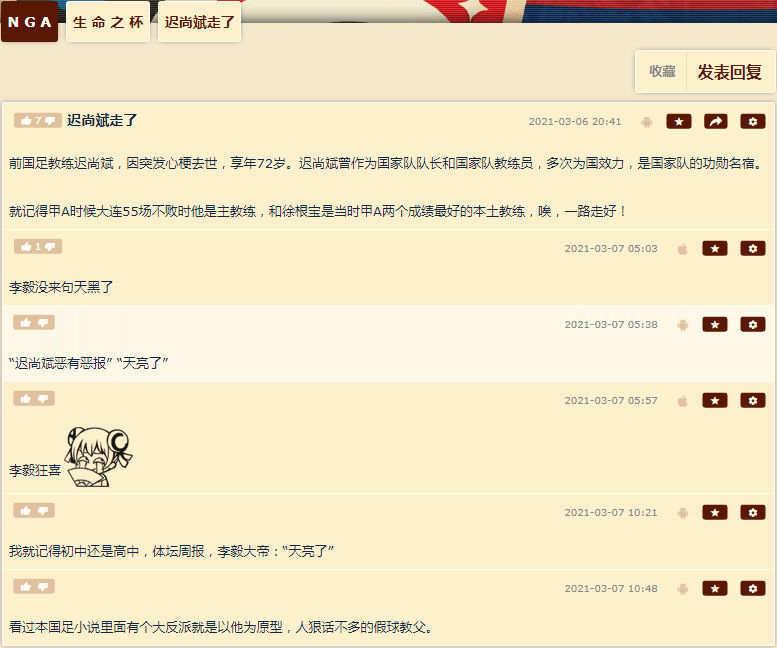 NGA 生命之杯 迟尚斌走了
收藏 发表回复
7 迟尚斌走了 2021-03-06 20:41
前国足教练迟尚斌，因突发心梗去世，享年72岁。迟尚斌曾作为国家队队长和国家队教练员，多次为国效力，是国家队的功勋名宿。
就记得甲A时候大连55场不败时他是主教练，和徐根宝是当时甲A两个成绩最好的本土教练，唉，一路走好！
1 2021-03-07 05:03
李毅没来句天黑了
2021-03-07 05:38
“迟尚斌恶有恶报” “天亮了”
2021-03-07 05:57
李毅狂喜
2021-03-07 10:21
我就记得初中还是高中，体坛周报，李毅大帝：“天亮了”
2021-03-07 10:48
看过本国足小说里面有个大反派就是以他为原型，人狠话不多的假球教父。